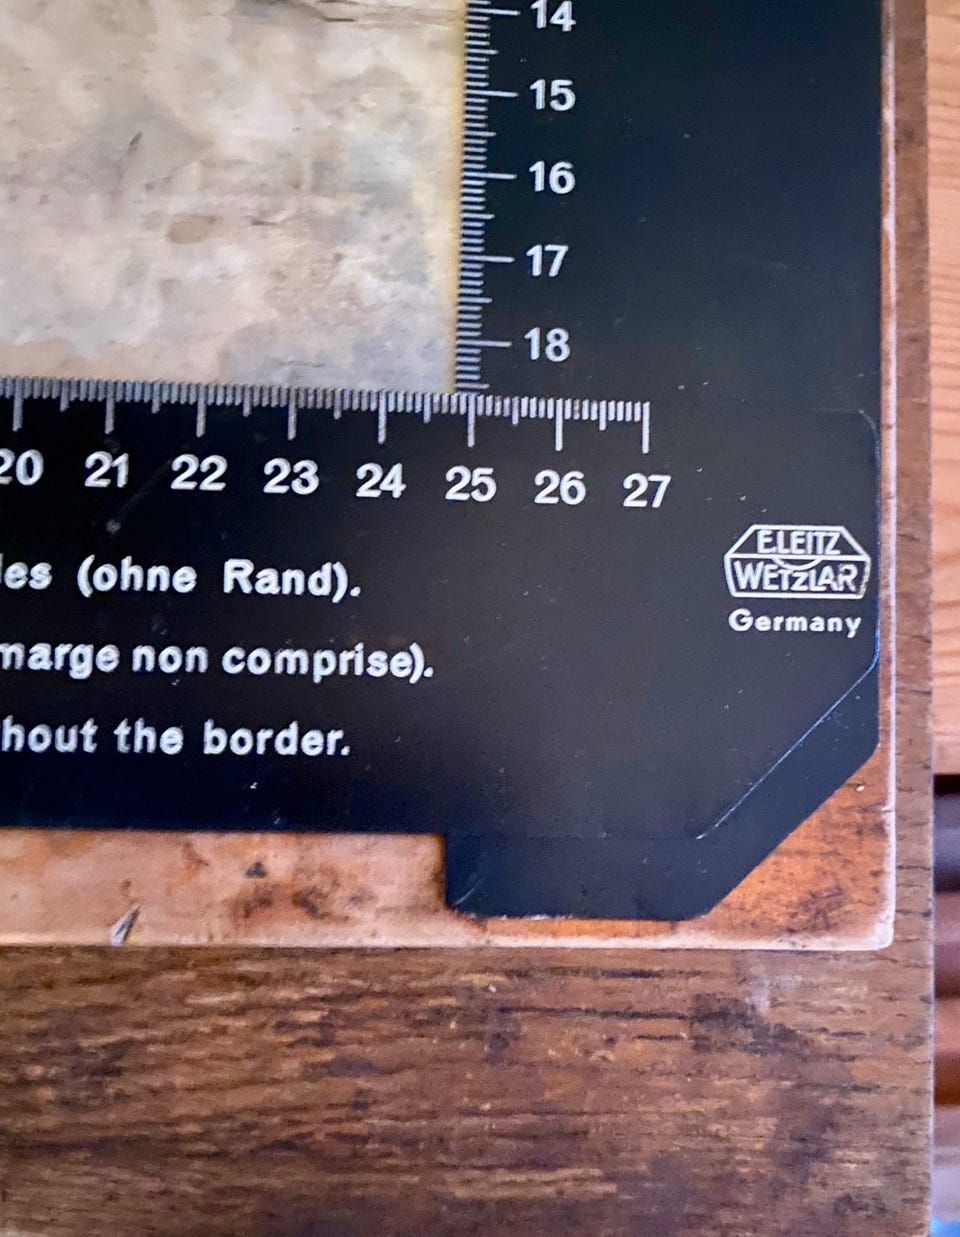 14
15
16
17
18
20 21 22 23 24 25 26 27
E.LEITZ
WETZLAR
Germany
les (ohne Rand).
marge non comprise).
hout the border.